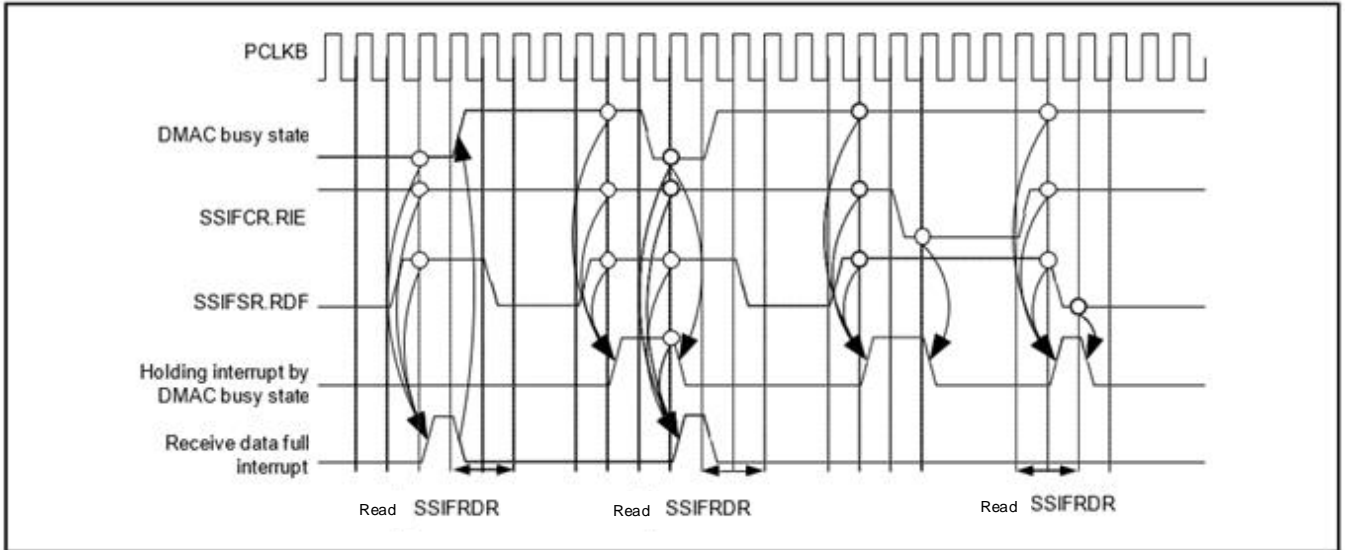 PCLKB
DMAC busy state
SSIFCR.RIE
SSIFSR.RDF
Holding interrupt by
DMAC busy state
Receive data full
interrupt
Read SSIFRDR Read SSIFRDR Read SSIFRDR